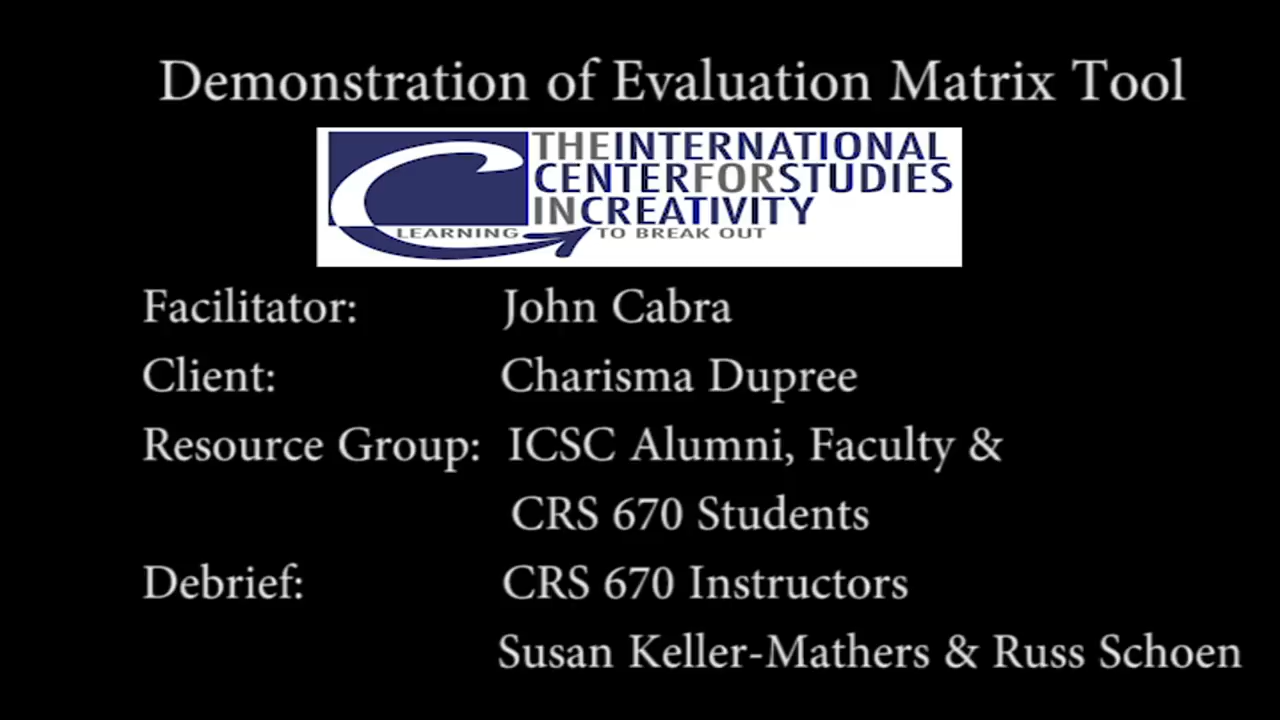 Demonstration of Evaluation Matrix Tool
THEINTERNATIONAL
CENTERFORSTUDIES
INCREATIVITY
LEARNING TO BREAK OUT
Facilitator: John Cabra
Client: Charisma Dupree
Resource Group: ICSC Alumni, Faculty &
CRS 670 Students
Debrief: CRS 670 Instructors
Susan Keller-Mathers & Russ Schoen